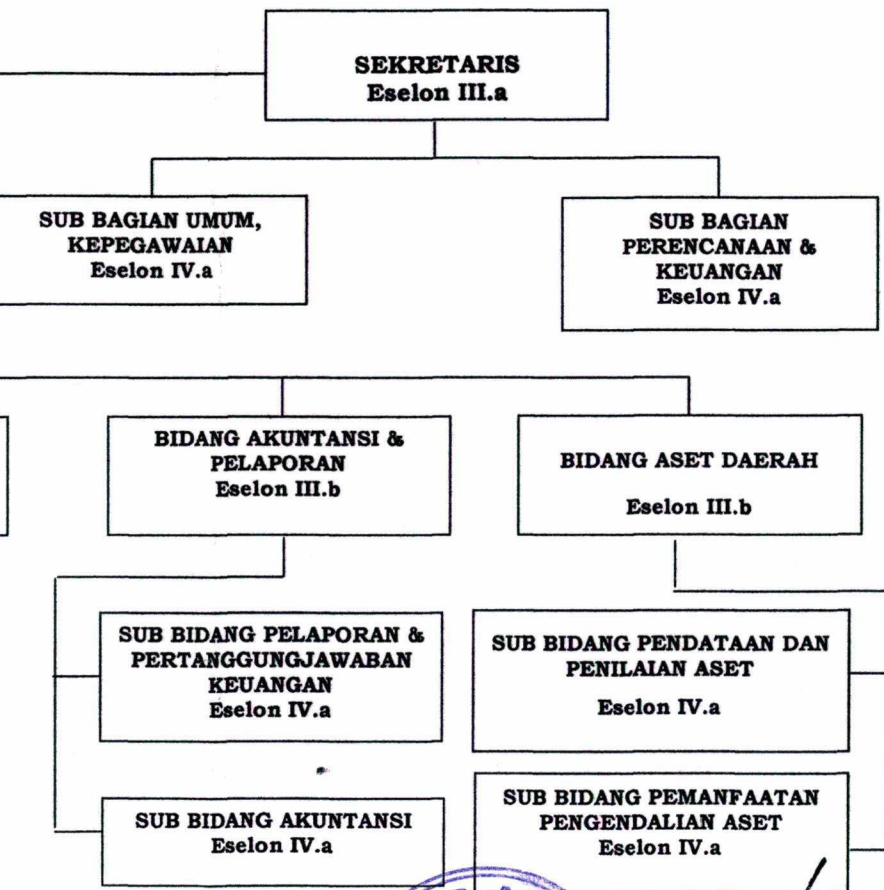 SEKRETARIS
Eselon III.a
SUB BAGIAN UMUM,
KEPEGAWAIAN
Eselon IV.a
SUB BAGIAN
PERENCANAAN &
KEUANGAN
Eselon IV.a
BIDANG AKUNTANSI &
PELAPORAN
Eselon III.b
BIDANG ASET DAERAH
Eselon III.b
SUB BIDANG PELAPORAN &
PERTANGGUNGJAWABAN
KEUANGAN
Eselon IV.a
SUB BIDANG PENDATAAN DAN
PENILAIAN ASET
Eselon IV.a
SUB BIDANG AKUNTANSI
Eselon IV.a
SUB BIDANG PEMANFAATAN
PENGENDALIAN ASET
Eselon IV.a